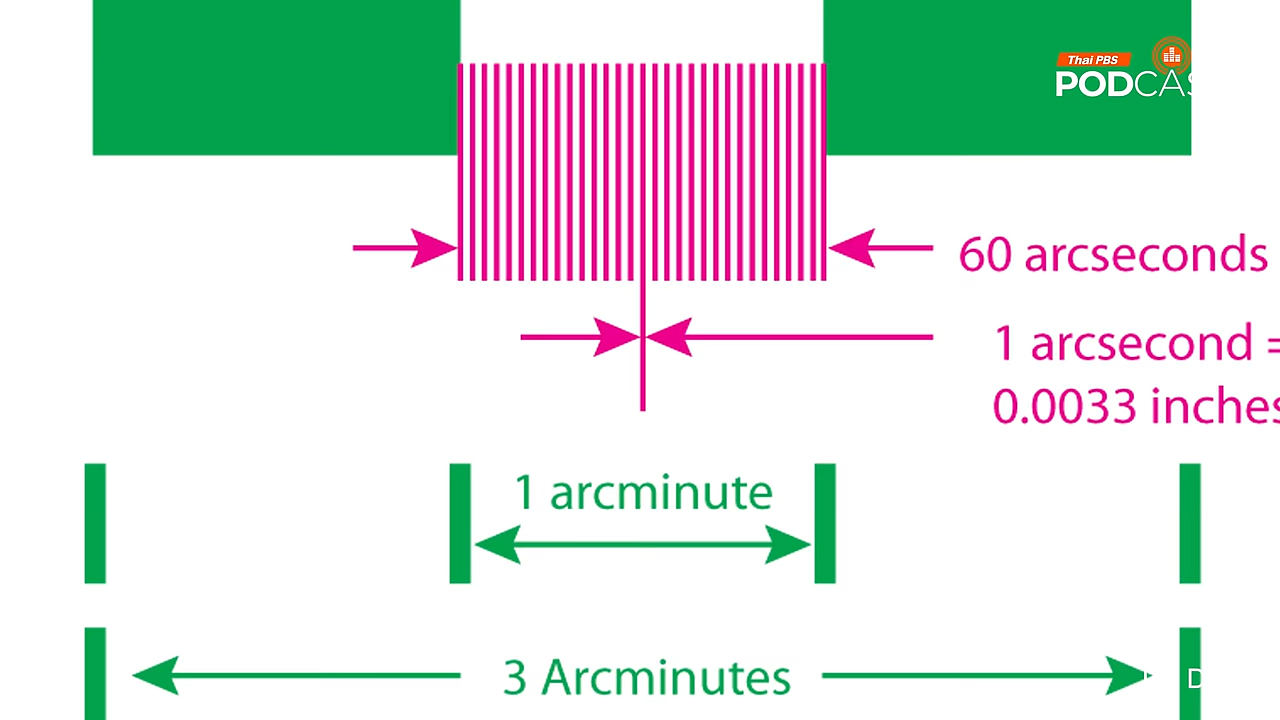 Thai PBS
PODCAS
60 arcseconds
1 arcsecond =
0.0033 inches
1 arcminute
3 Arcminutes
D